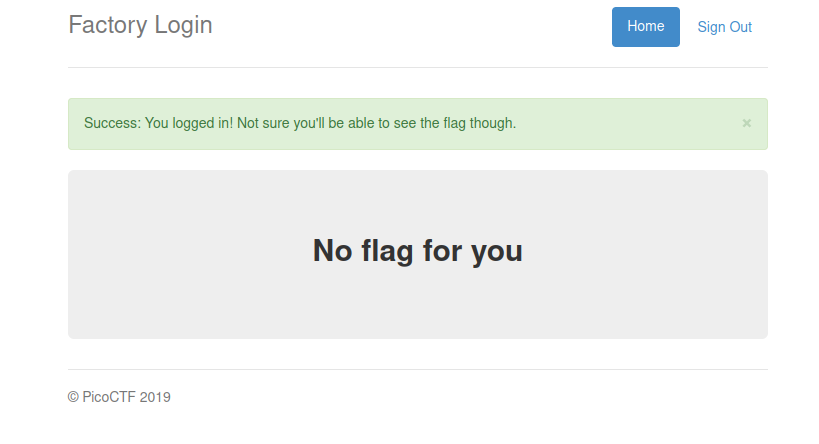 Factory Login
Home
Sign Out
Success: You logged in! Not sure you'll be able to see the flag though.
×
No flag for you
© PicoCTF 2019